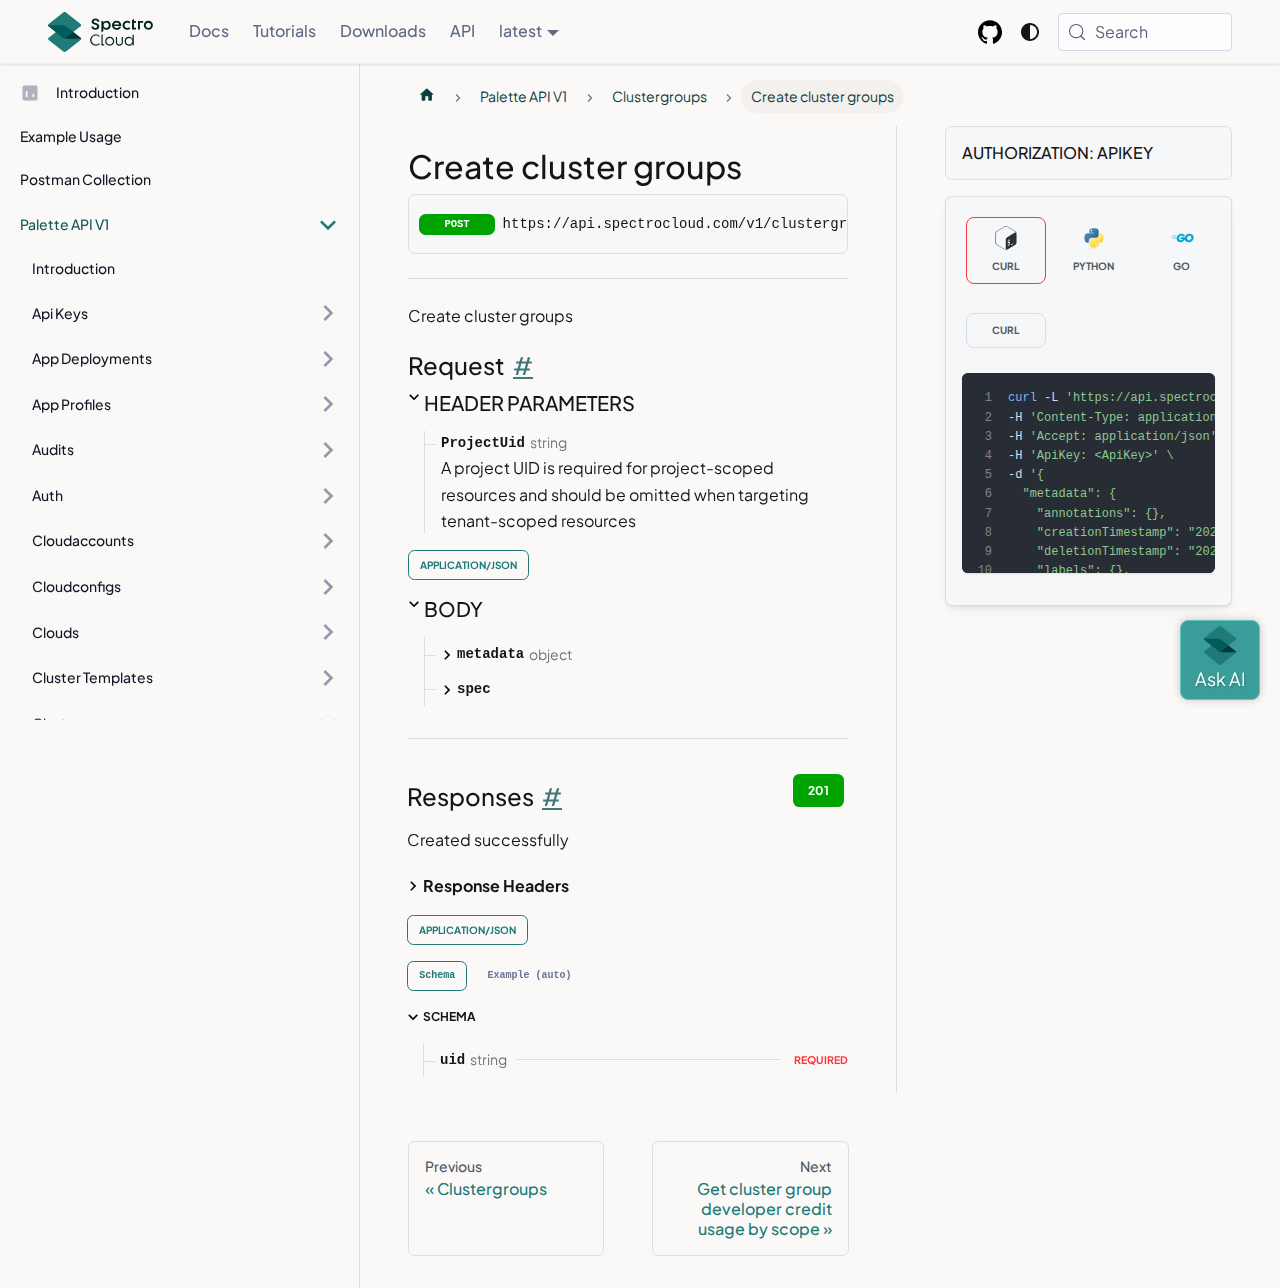 Spectro
Cloud
Docs
Tutorials
Downloads
API
latest
Search
Introduction
Example Usage
Postman Collection
Palette API V1
Introduction
Api Keys
App Deployments
App Profiles
Audits
Auth
Cloudaccounts
Cloudconfigs
Clouds
Cluster Templates
Palette API V1
Clustergroups
Create cluster groups
Create cluster groups
POST https://api.spectrocloud.com/v1/clustergr
Create cluster groups
Request #
HEADER PARAMETERS
ProjectUid string
A project UID is required for project-scoped
resources and should be omitted when targeting
tenant-scoped resources
APPLICATION/JSON
BODY
metadata object
spec
Responses #
201
Created successfully
Response Headers
APPLICATION/JSON
Schema
Example (auto)
SCHEMA
uid string
REQUIRED
Previous
« Clustergroups
Next
Get cluster group
developer credit
usage by scope »
AUTHORIZATION: APIKEY
CURL
PYTHON
GO
CURL
1 curl -L 'https://api.spectroc
2 -H 'Content-Type: application
3 -H 'Accept: application/json'
4 -H 'ApiKey: <ApiKey>' \
5 -d '{
6 "metadata": {
7 "annotations": {},
8 "creationTimestamp": "202
9 "deletionTimestamp": "202
10 "labels": {},
Ask AI